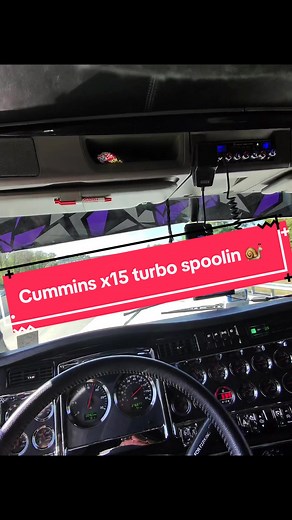 Cummins x15 turbo spoolin 🐌